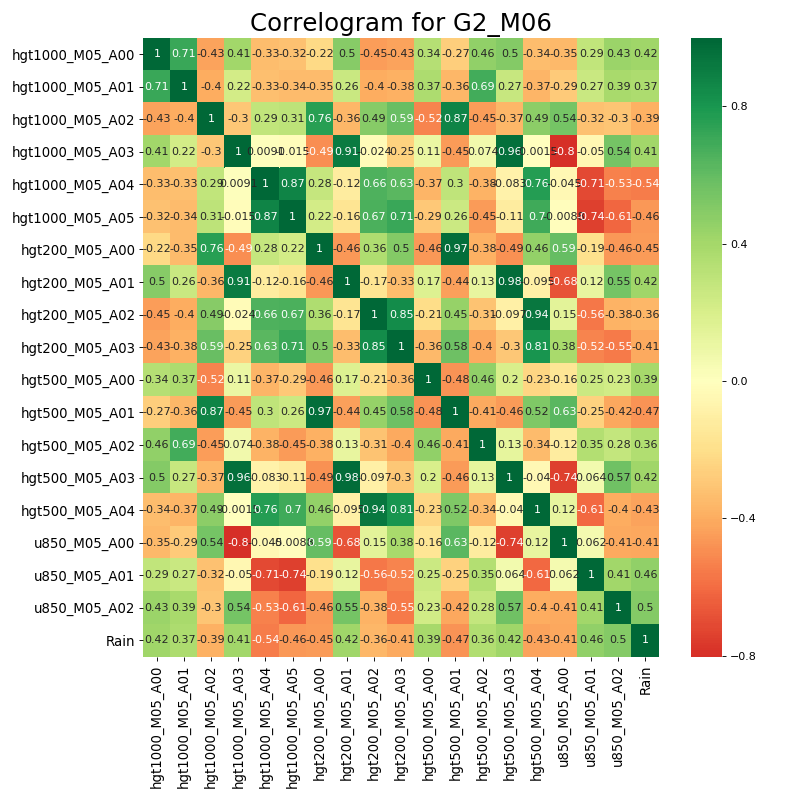 Correlogram for G2_M06
hgt1000_M05_A00 1 0.71 -0.43 0.41 -0.33 -0.32 -0.22 0.5 -0.45 -0.43 0.34 -0.27 0.46 0.5 -0.34 -0.35 0.29 0.43 0.42
hgt1000_M05_A01 0.71 1 -0.4 0.22 -0.33 -0.34 -0.35 0.26 -0.4 -0.38 0.37 -0.36 0.69 0.27 -0.37 -0.29 0.27 0.39 0.37
hgt1000_M05_A02 -0.43 -0.4 1 -0.3 0.29 0.31 0.76 -0.36 0.49 0.59 -0.52 0.87 -0.45 -0.37 0.49 0.54 -0.32 -0.3 -0.39
hgt1000_M05_A03 0.41 0.22 -0.3 1 -0.015 -0.49 0.91 -0.024 -0.25 0.11 -0.45 0.074 0.96 -0.8 -0.05 0.54 0.41
hgt1000_M05_A04 -0.33 -0.33 0.29 1 0.87 0.28 -0.12 0.66 0.63 -0.37 0.3 -0.38 -0.083 0.76 -0.045 -0.71 -0.53 -0.54
hgt1000_M05_A05 -0.32 -0.34 0.31 -0.015 0.87 1 0.22 -0.16 0.67 0.71 -0.29 0.26 -0.45 -0.11 0.7 -0.74 -0.61 -0.46
hgt200_M05_A00 -0.22 -0.35 0.76 -0.49 0.28 0.22 1 -0.46 0.36 0.5 -0.46 0.97 -0.38 -0.49 0.46 0.59 -0.19 -0.46 -0.45
hgt200_M05_A01 0.5 0.26 -0.36 0.91 -0.12 -0.16 -0.46 1 -0.17 -0.33 0.17 -0.44 0.13 0.98 -0.095 -0.68 0.12 0.55 0.42
hgt200_M05_A02 -0.45 -0.4 0.49 -0.024 0.66 0.67 0.36 -0.17 1 0.85 -0.21 0.45 -0.31 -0.097 0.94 0.15 -0.56 -0.38 -0.36
hgt200_M05_A03 -0.43 -0.38 0.59 -0.25 0.63 0.71 0.5 -0.33 0.85 1 -0.36 0.58 -0.4 -0.3 0.81 0.38 -0.52 -0.55 -0.41
hgt500_M05_A00 0.34 0.37 -0.52 0.11 -0.37 -0.29 -0.46 0.17 -0.21 -0.36 1 -0.48 0.46 0.2 -0.23 -0.16 0.25 0.23 0.39
hgt500_M05_A01 -0.27 -0.36 0.87 -0.45 0.3 0.26 0.97 -0.44 0.45 0.58 -0.48 1 -0.41 -0.46 0.52 0.63 -0.25 -0.42 -0.47
hgt500_M05_A02 0.46 0.69 -0.45 0.074 -0.38 -0.45 -0.38 0.13 -0.31 -0.4 0.46 -0.41 1 0.13 -0.34 -0.12 0.35 0.28 0.36
hgt500_M05_A03 0.5 0.27 -0.37 0.96 -0.083 -0.11 -0.49 0.98 -0.097 -0.3 0.2 -0.46 0.13 1 -0.04 -0.74 0.064 0.57 0.42
hgt500_M05_A04 -0.34 -0.37 0.49 0.76 0.7 0.46 -0.095 0.94 0.81 -0.23 0.52 -0.34 -0.04 1 0.12 -0.61 -0.4 -0.43
u850_M05_A00 -0.35 -0.29 0.54 -0.8 -0.045 0.59 -0.68 0.15 0.38 -0.16 0.63 -0.12 -0.74 0.12 1 0.062 -0.41 -0.41
u850_M05_A01 0.29 0.27 -0.32 -0.05 -0.71 -0.74 -0.19 0.12 -0.56 -0.52 0.25 -0.25 0.35 0.064 -0.61 0.062 1 0.41 0.46
u850_M05_A02 0.43 0.39 -0.3 0.54 -0.53 -0.61 -0.46 0.55 -0.38 -0.55 0.23 -0.42 0.28 0.57 -0.4 -0.41 0.41 1 0.5
Rain 0.42 0.37 -0.39 0.41 -0.54 -0.46 -0.45 0.42 -0.36 -0.41 0.39 -0.47 0.36 0.42 -0.43 -0.41 0.46 0.5 1
hgt1000_M05_A00
hgt1000_M05_A01
hgt1000_M05_A02
hgt1000_M05_A03
hgt1000_M05_A04
hgt1000_M05_A05
hgt200_M05_A00
hgt200_M05_A01
hgt200_M05_A02
hgt200_M05_A03
hgt500_M05_A00
hgt500_M05_A01
hgt500_M05_A02
hgt500_M05_A03
hgt500_M05_A04
u850_M05_A00
u850_M05_A01
u850_M05_A02
Rain
0.8
0.4
0.0
−0.4
−0.8